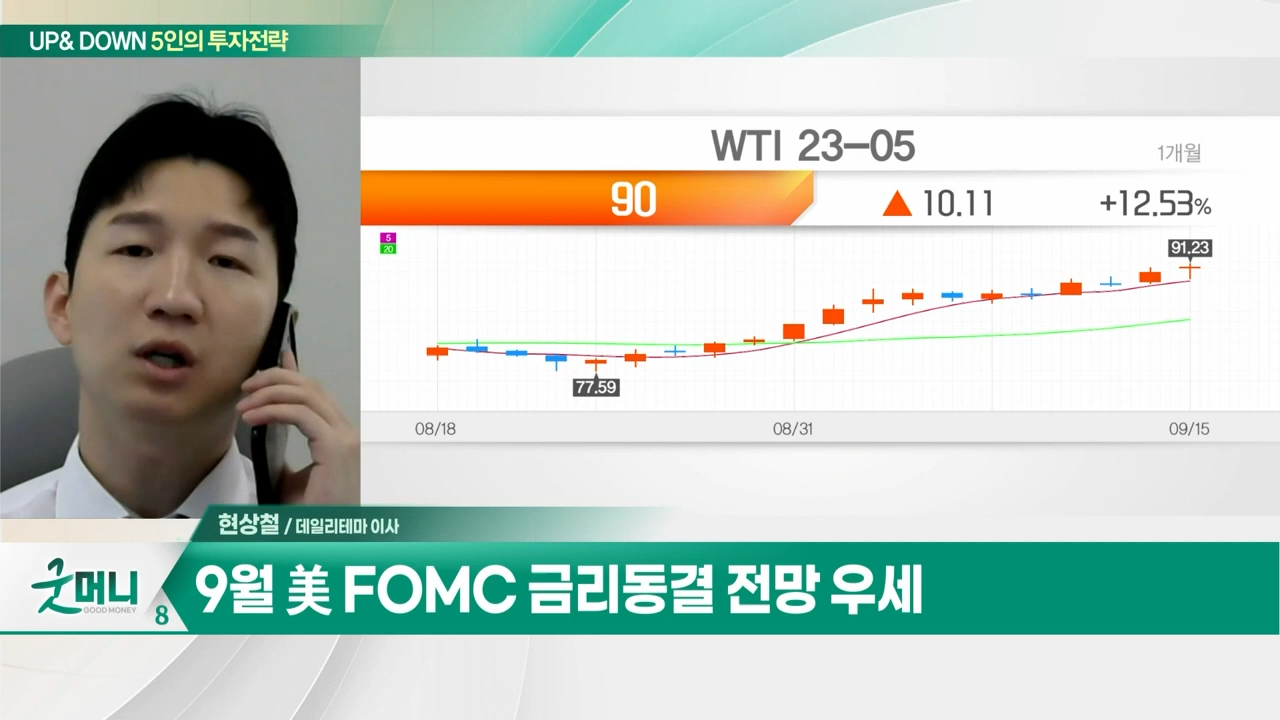 UP& DOWN 5인의 투자전략
WTI 23-05
1개월
90 ▲ 10.11 +12.53%
5
20
91.23
77.59
08/18 08/31 09/15
현상철 / 데일리테마 이사
굿머니
GOOD MONEY
8
9월 美 FOMC 금리동결 전망 우세